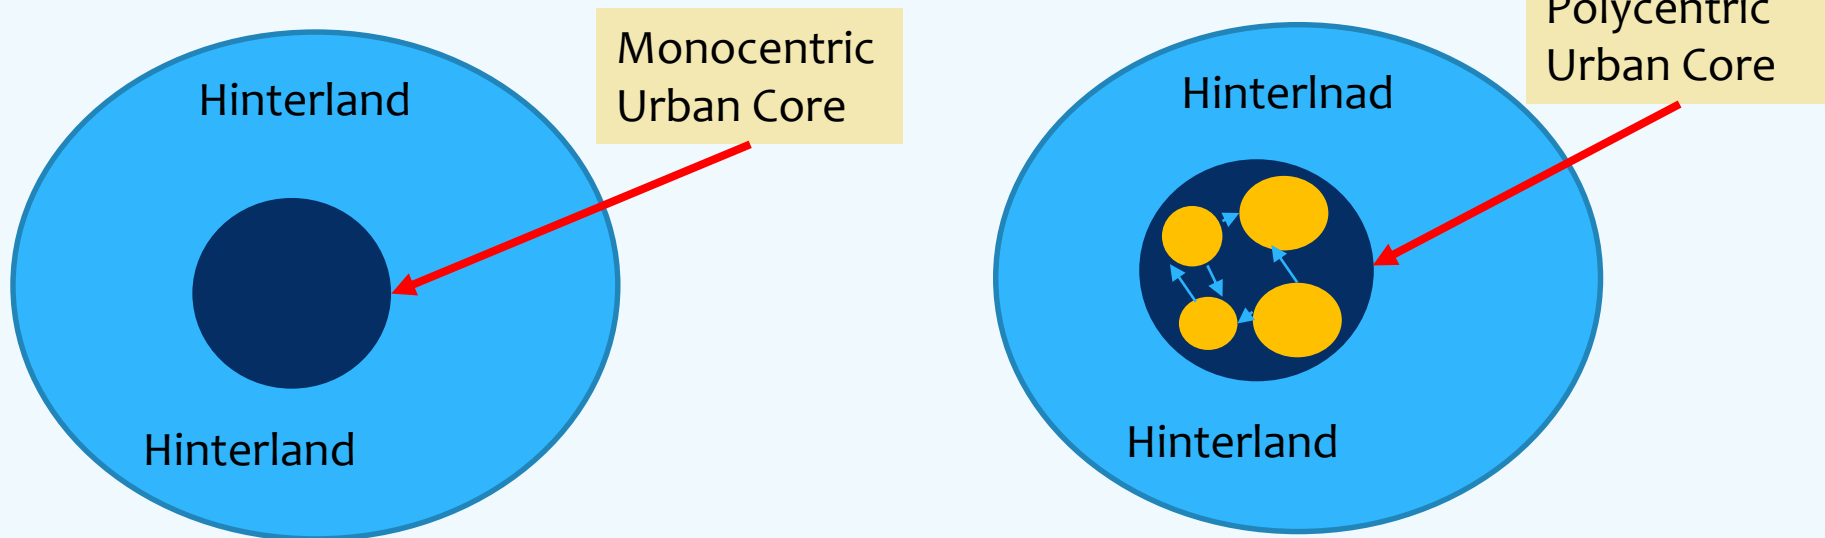 Monocentric
Urban Core
Hinterland
Hinterland
Polycentric
Urban Core
Hinterlnad
Hinterland